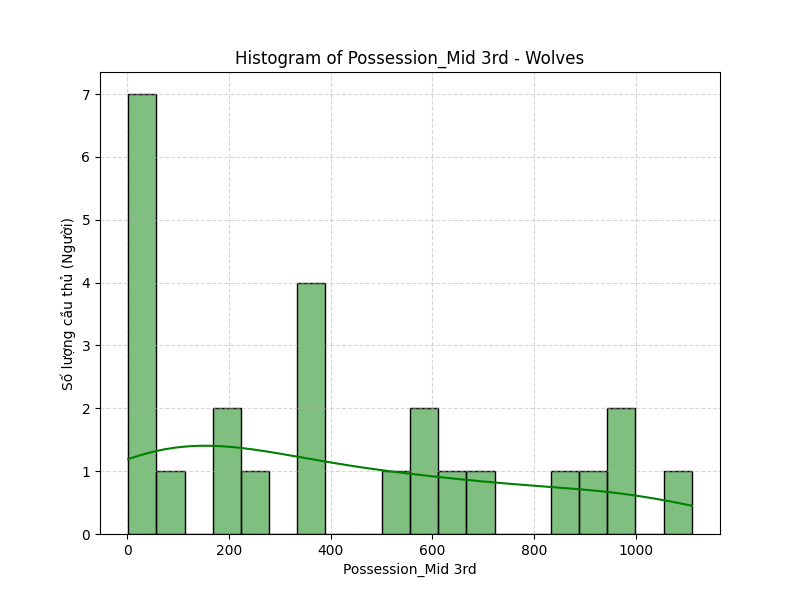 Histogram of Possession_Mid 3rd - Wolves
Số lượng cầu thủ (Người)
7
6
5
4
3
2
1
0
0 200 400 600 800 1000
Possession_Mid 3rd